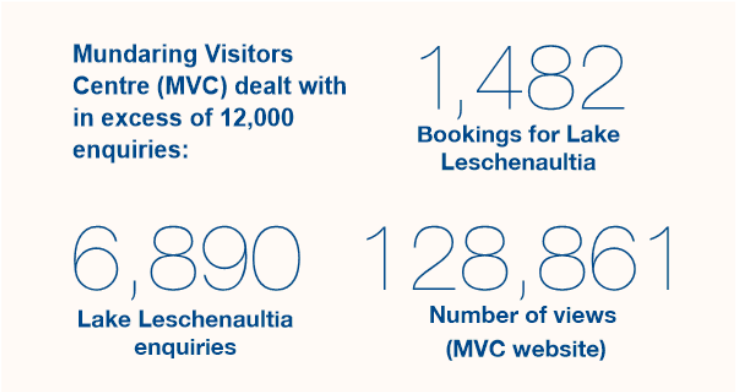 Mundaring Visitors
Centre (MVC) dealt with
in excess of 12,000
enquiries:
1,482
Bookings for Lake
Leschenaultia
6,890
Lake Leschenaultia
enquiries
128,861
Number of views
(MVC website)